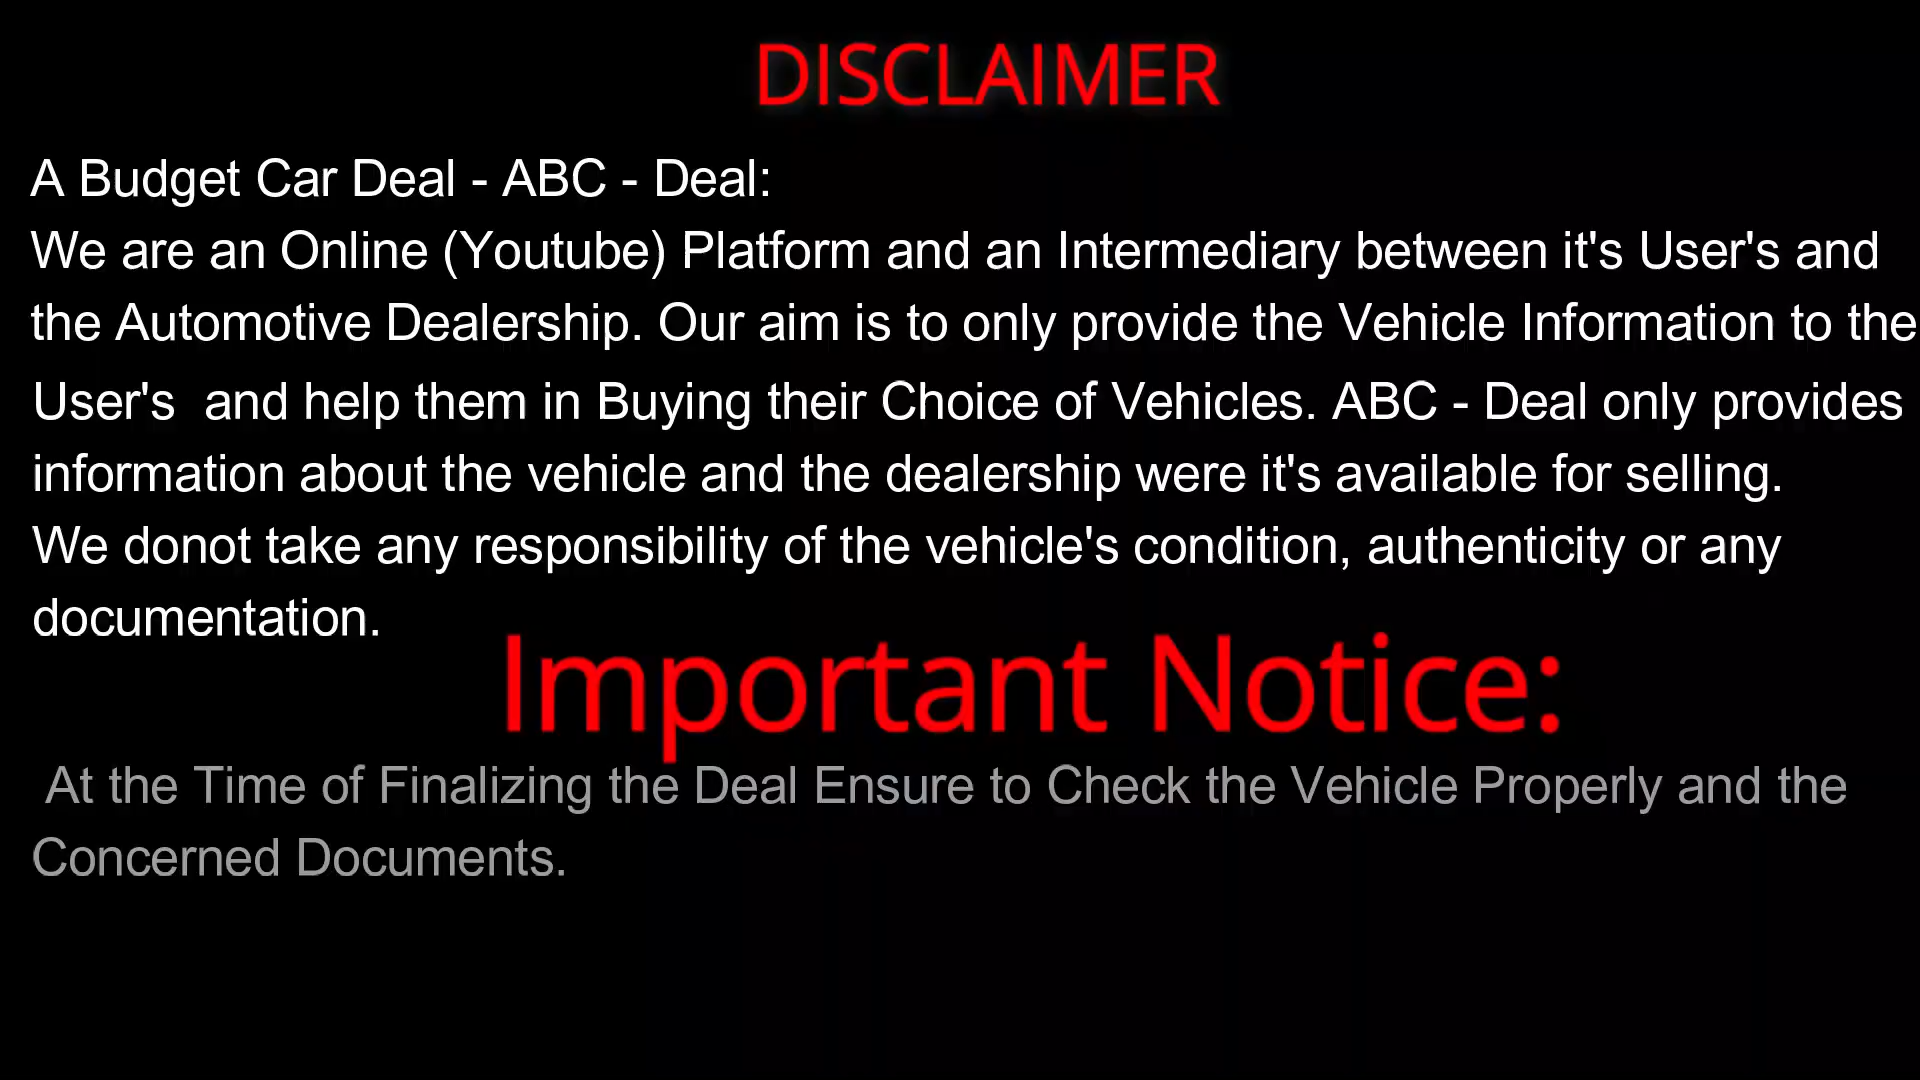 DISCLAIMER
A Budget Car Deal - ABC - Deal:
We are an Online (Youtube) Platform and an Intermediary between it's User's and
the Automotive Dealership. Our aim is to only provide the Vehicle Information to the
User's  and help them in Buying their Choice of Vehicles. ABC - Deal only provides
information about the vehicle and the dealership were it's available for selling.
We donot take any responsibility of the vehicle's condition, authenticity or any
documentation.
Important Notice:
At the Time of Finalizing the Deal Ensure to Check the Vehicle Properly and the
Concerned Documents.